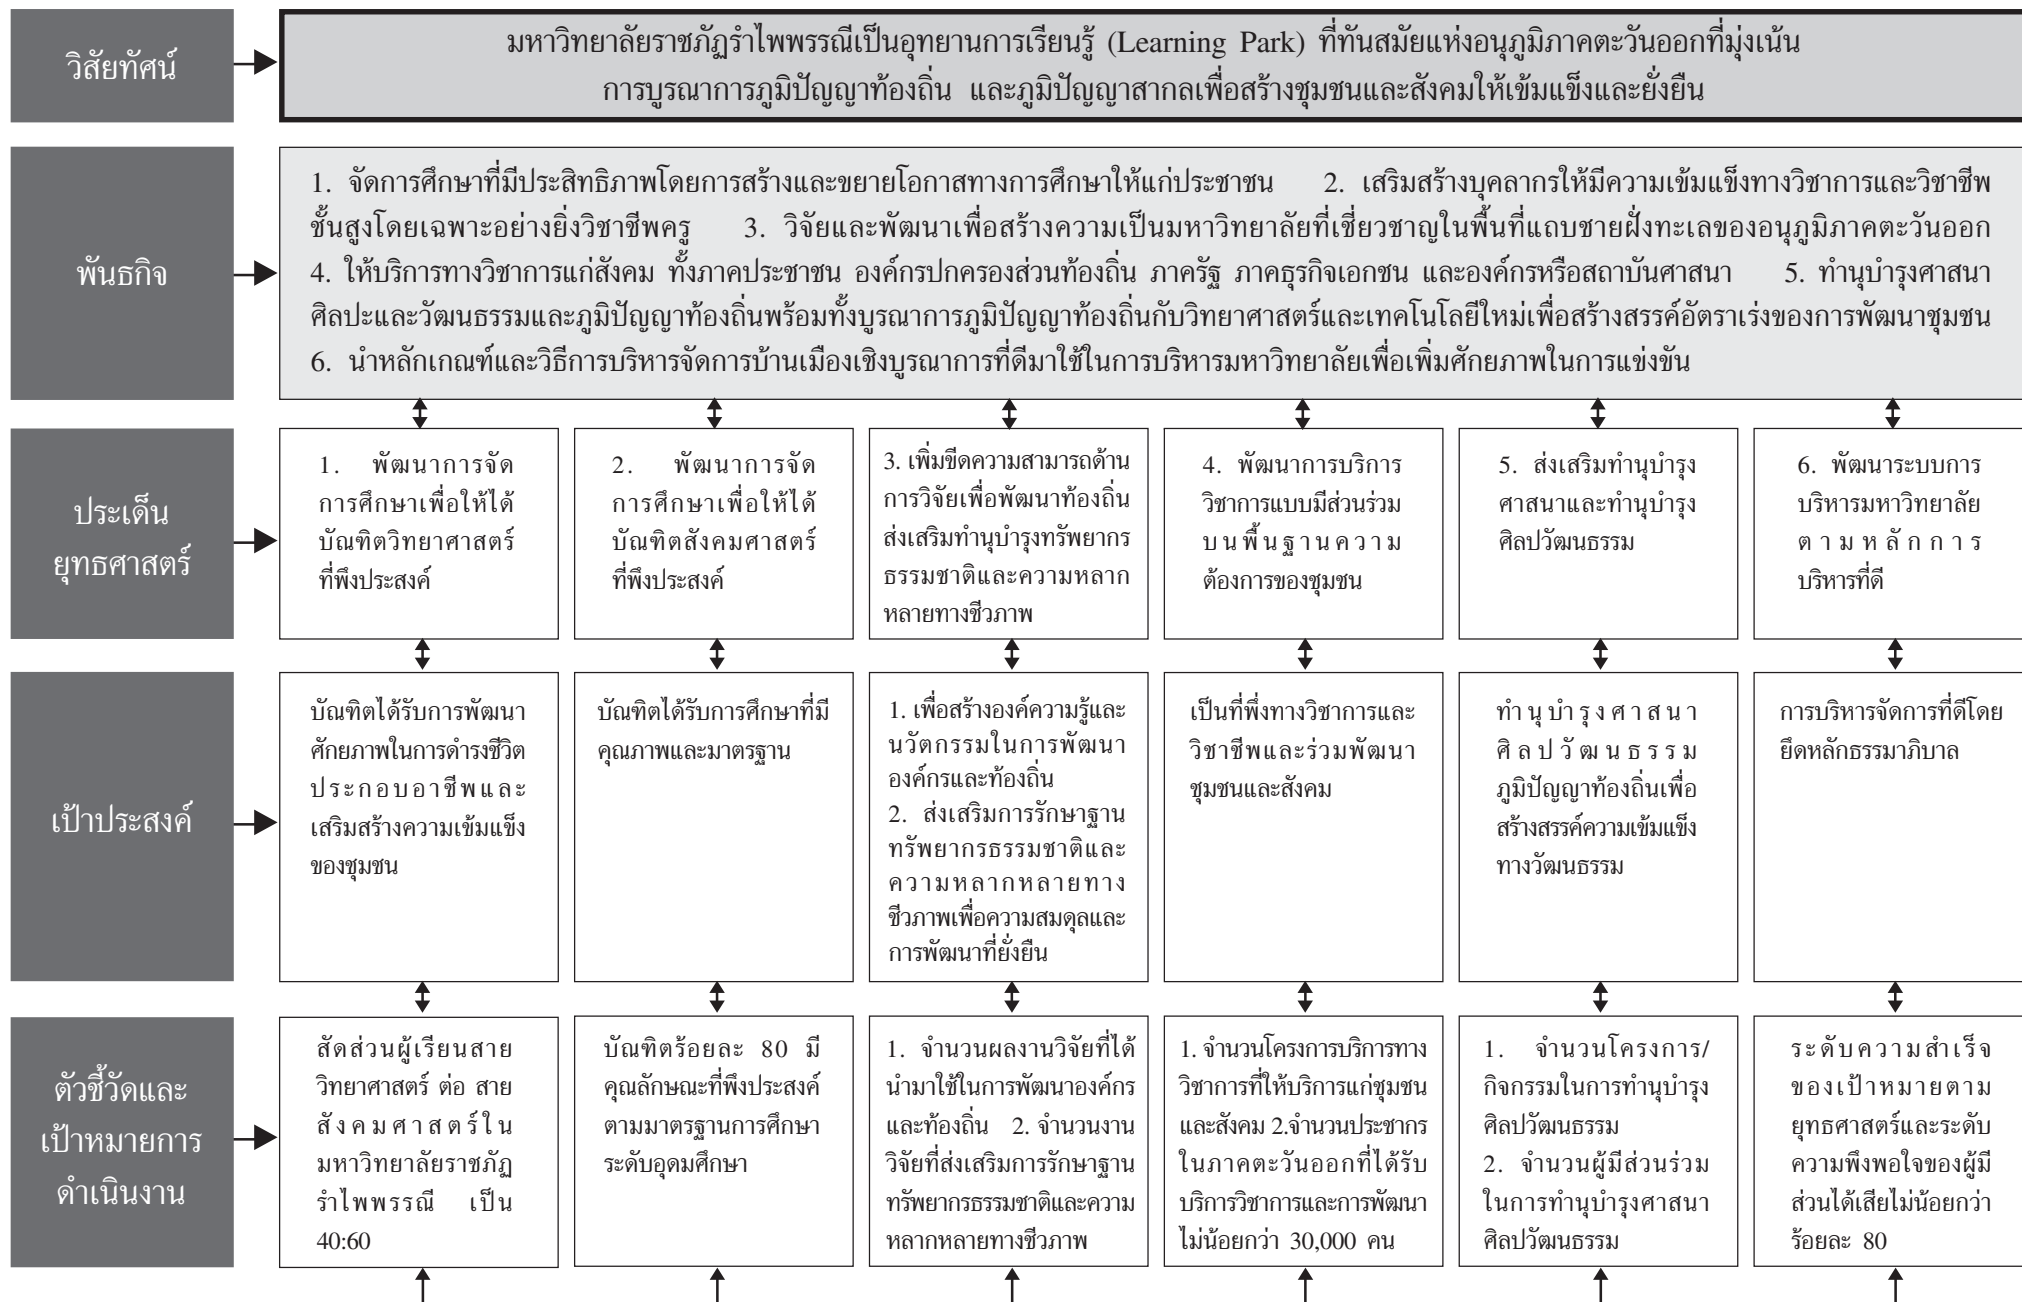 วิสัยทัศน์
มหาวิทยาลัยราชภัฏรำไพพรรณีเป็นอุทยานการเรียนรู้ (Learning Park) ที่ทันสมัยแห่งอนุภูมิภาคตะวันออกที่มุ่งเน้น
การบูรณาการภูมิปัญญาท้องถิ่น และภูมิปัญญาสากลเพื่อสร้างชุมชนและสังคมให้เข้มแข็งและยั่งยืน
พันธกิจ
1. จัดการศึกษาที่มีประสิทธิภาพโดยการสร้างและขยายโอกาสทางการศึกษาให้แก่ประชาชน 2. เสริมสร้างบุคลากรให้มีความเข้มแข็งทางวิชาการและวิชาชีพ
ชั้นสูงโดยเฉพาะอย่างยิ่งวิชาชีพครู 3. วิจัยและพัฒนาเพื่อสร้างความเป็นมหาวิทยาลัยที่เชี่ยวชาญในพื้นที่แถบชายฝั่งทะเลของอนุภูมิภาคตะวันออก
4. ให้บริการทางวิชาการแก่สังคม ทั้งภาคประชาชน องค์กรปกครองส่วนท้องถิ่น ภาครัฐ ภาคธุรกิจเอกชน และองค์กรหรือสถาบันศาสนา 5. ทำนุบำรุงศาสนา
ศิลปะและวัฒนธรรมและภูมิปัญญาท้องถิ่นพร้อมทั้งบูรณาการภูมิปัญญาท้องถิ่นกับวิทยาศาสตร์และเทคโนโลยีใหม่เพื่อสร้างสรรค์อัตราเร่งของการพัฒนาชุมชน
6. นำหลักเกณฑ์และวิธีการบริหารจัดการบ้านเมืองเชิงบูรณาการที่ดีมาใช้ในการบริหารมหาวิทยาลัยเพื่อเพิ่มศักยภาพในการแข่งขัน
ประเด็น
ยุทธศาสตร์
1. พัฒนาการจัด
การศึกษาเพื่อให้ได้
บัณฑิตวิทยาศาสตร์
ที่พึงประสงค์
2. พัฒนาการจัด
การศึกษาเพื่อให้ได้
บัณฑิตสังคมศาสตร์
ที่พึงประสงค์
3. เพิ่มขีดความสามารถด้าน
การวิจัยเพื่อพัฒนาท้องถิ่น
ส่งเสริมทำนุบำรุงทรัพยากร
ธรรมชาติและความหลาก
หลายทางชีวภาพ
4. พัฒนาการบริการ
วิชาการแบบมีส่วนร่วม
บนพื้นฐานความ
ต้องการของชุมชน
5. ส่งเสริมทำนุบำรุง
ศาสนาและทำนุบำรุง
ศิลปวัฒนธรรม
6. พัฒนาระบบการ
บริหารมหาวิทยาลัย
ตามหลักการ
บริหารที่ดี
เป้าประสงค์
บัณฑิตได้รับการพัฒนา
ศักยภาพในการดำรงชีวิต
ประกอบอาชีพและ
เสริมสร้างความเข้มแข็ง
ของชุมชน
บัณฑิตได้รับการศึกษาที่มี
คุณภาพและมาตรฐาน
1. เพื่อสร้างองค์ความรู้และ
นวัตกรรมในการพัฒนา
องค์กรและท้องถิ่น
2. ส่งเสริมการรักษาฐาน
ทรัพยากรธรรมชาติและ
ความหลากหลายทาง
ชีวภาพเพื่อความสมดุลและ
การพัฒนาที่ยั่งยืน
เป็นที่พึ่งทางวิชาการและ
วิชาชีพและร่วมพัฒนา
ชุมชนและสังคม
ทำนุบำรุงศาสนา
ศิลปวัฒนธรรม
ภูมิปัญญาท้องถิ่นเพื่อ
สร้างสรรค์ความเข้มแข็ง
ทางวัฒนธรรม
การบริหารจัดการที่ดีโดย
ยึดหลักธรรมาภิบาล
ตัวชี้วัดและ
เป้าหมายการ
ดำเนินงาน
สัดส่วนผู้เรียนสาย
วิทยาศาสตร์ ต่อ สาย
สังคมศาสตร์ใน
มหาวิทยาลัยราชภัฏ
รำไพพรรณี เป็น
40:60
บัณฑิตร้อยละ 80 มี
คุณลักษณะที่พึงประสงค์
ตามมาตรฐานการศึกษา
ระดับอุดมศึกษา
1. จำนวนผลงานวิจัยที่ได้
นำมาใช้ในการพัฒนาองค์กร
และท้องถิ่น 2. จำนวนงาน
วิจัยที่ส่งเสริมการรักษาฐาน
ทรัพยากรธรรมชาติและความ
หลากหลายทางชีวภาพ
1. จำนวนโครงการบริการทาง
วิชาการที่ให้บริการแก่ชุมชน
และสังคม 2.จำนวนประชากร
ในภาคตะวันออกที่ได้รับ
บริการวิชาการและการพัฒนา
ไม่น้อยกว่า 30,000 คน
1. จำนวนโครงการ/
กิจกรรมในการทำนุบำรุง
ศิลปวัฒนธรรม
2. จำนวนผู้มีส่วนร่วม
ในการทำนุบำรุงศาสนา
ศิลปวัฒนธรรม
ระดับความสำเร็จ
ของเป้าหมายตาม
ยุทธศาสตร์และระดับ
ความพึงพอใจของผู้มี
ส่วนได้เสียไม่น้อยกว่า
ร้อยละ 80